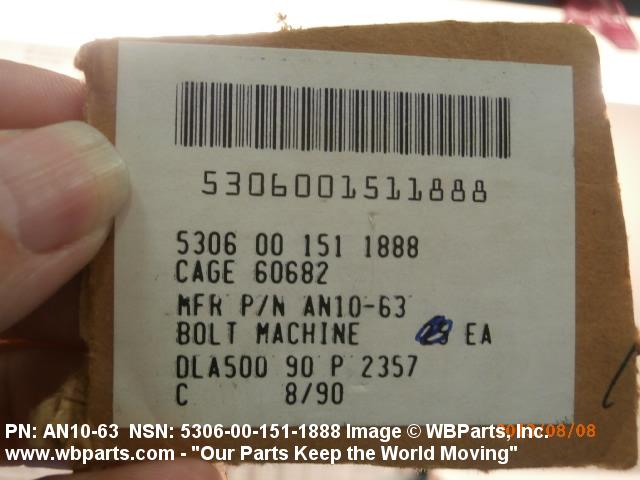 5306001511888
5306 00 151 1888
CAGE 60682
MFR P/N AN10-63
BOLT MACHINE EA
DLA500 90 P 2357
C 8/90
PN: AN10-63 NSN: 5306-00-151-1888 Image © WBParts, Inc.
www.wbparts.com - "Our Parts Keep the World Moving"